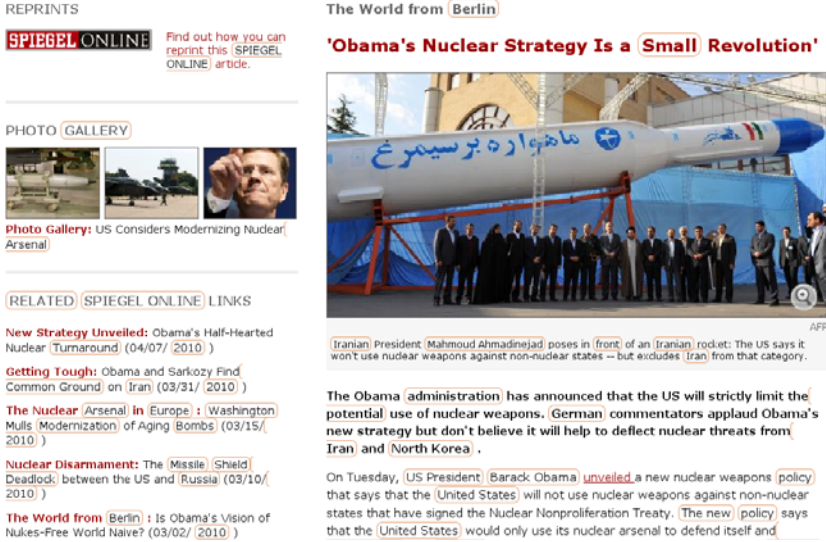 REPRINTS
SPIEGEL ONLINE
Find out how you can
reprint this SPIEGEL
ONLINE article.
PHOTO GALLERY
Photo Gallery: US Considers Modernizing Nuclear
Arsenal
RELATED SPIEGEL ONLINE LINKS
New Strategy Unveiled: Obama's Half-Hearted
Nuclear Turnaround (04/07/ 2010 )
Getting Tough: Obama and Sarkozy Find
Common Ground on Iran (03/31/ 2010 )
The Nuclear Arsenal in Europe : Washington
Mulls Modernization of Aging Bombs (03/15/
2010 )
Nuclear Disarmament: The Missile Shield
Deadlock between the US and Russia (03/10/
2010 )
The World from Berlin : Is Obama's Vision of
Nukes-Free World Naive? (03/02/ 2010 )
The World from Berlin
'Obama's Nuclear Strategy Is a Small Revolution'
ماهواره بر سیمرغ
AFP
Iranian President Mahmoud Ahmadinejad poses in front of an Iranian rocket: The US says it
won't use nuclear weapons against non-nuclear states -- but excludes Iran from that category.
The Obama administration has announced that the US will strictly limit the
potential use of nuclear weapons. German commentators applaud Obama's
new strategy but don't believe it will help to deflect nuclear threats from
Iran and North Korea .
On Tuesday, US President Barack Obama unveiled a new nuclear weapons policy
that says that the United States will not use nuclear weapons against non-nuclear
states that have signed the Nuclear Nonproliferation Treaty. The new policy says
that the United States would only use its nuclear arsenal to defend itself and